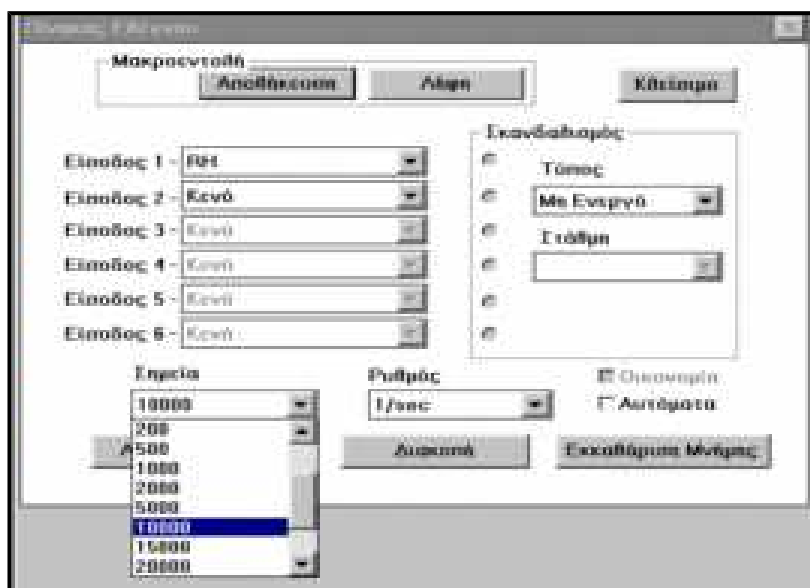 Πίνακας Ελέγχου
Μακροεντολή
Αποθήκευση Λήψη Κλείσιμο
Σκανδαλισμός
Είσοδος 1 - RH
Τύπος
Είσοδος 2 - Κενό
Μη Ενεργό
Είσοδος 3 - Κενό
Στάθμη
Είσοδος 4 - Κενό
Είσοδος 5 - Κενό
Είσοδος 6 - Κενό
Σημεία Ρυθμός Οικονομία
10000 1/sec Αυτόματα
200
500
Διακοπή Εκκαθάριση Μνήμης
1000
2000
5000
10000
15000
20000